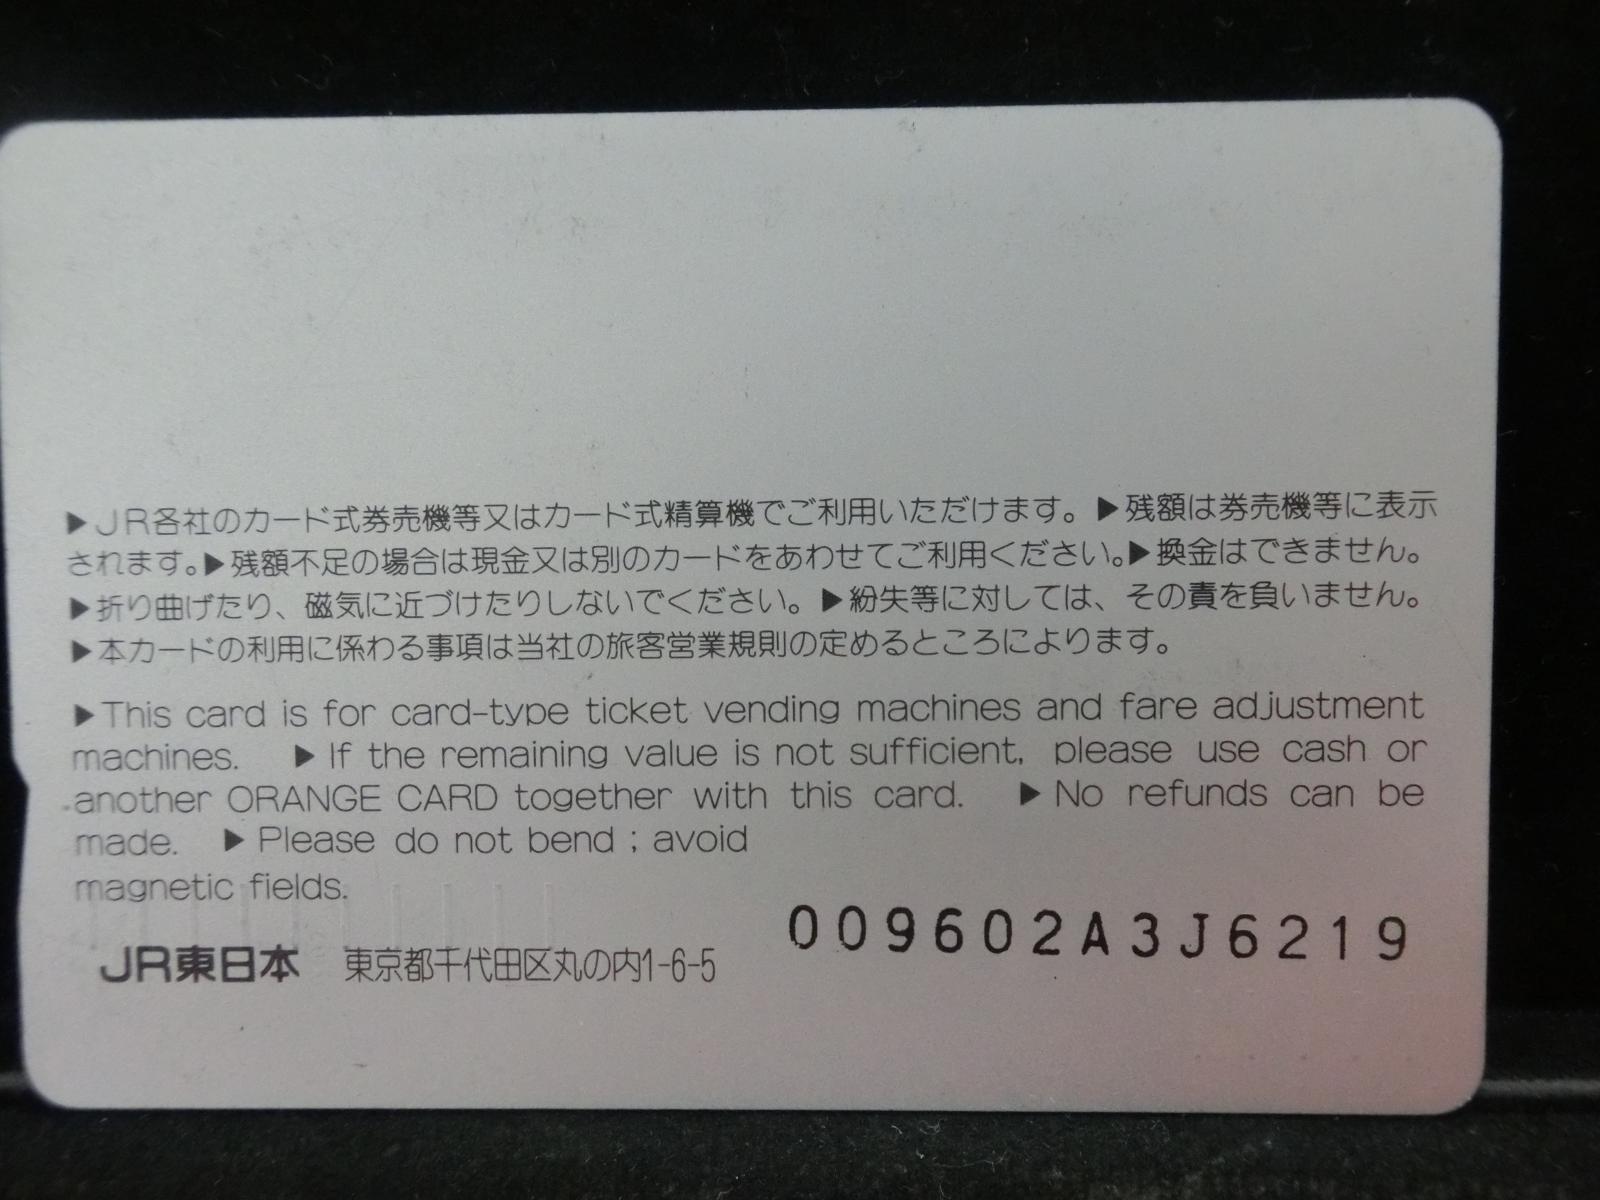 ▶JR各社のカード式券売機等又はカード式精算機でご利用いただけます。▶残額は券売機等に表示
されます。▶残額不足の場合は現金又は別のカードをあわせてご利用ください。▶換金はできません。
▶折り曲げたり、磁気に近づけたりしないでください。▶紛失等に対しては、その責を負いません。
▶本カードの利用に係わる事項は当社の旅客営業規則の定めるところによります。
▶This card is for card-type ticket vending machines and fare adjustment
machines. ▶If the remaining value is not sufficient, please use cash or
another ORANGE CARD together with this card. ▶No refunds can be
made. ▶Please do not bend ; avoid
magnetic fields.
009602A3J6219
JR東日本 東京都千代田区丸の内1-6-5